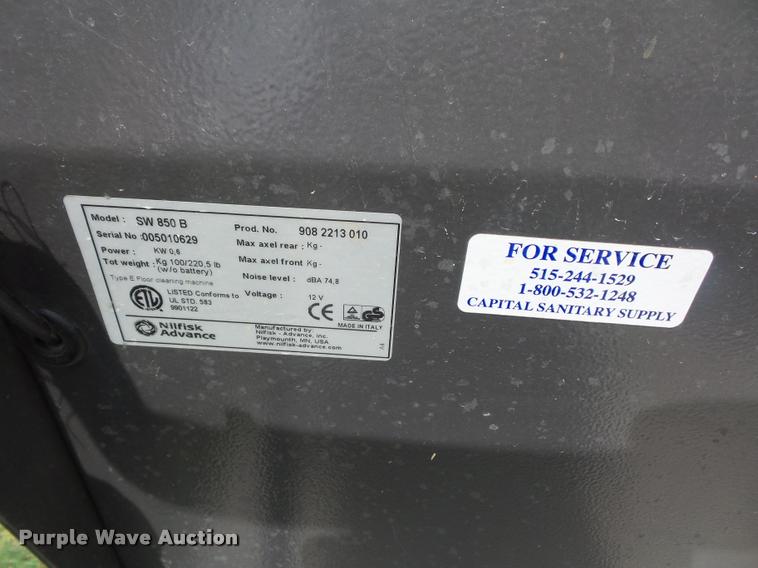 Model : SW 850 B
Prod. No. 908 2213 010
Serial No :005010629
Max axel rear : Kg -
Power : KW 0,6
Max axel front Kg -
Tot weight : Kg 100/220,5 lb
(w/o battery)
Noise level : dBA 74,8
Type E Floor cleaning machine
Voltage : 12 V
ETL
LISTED Conforms to
UL STD. 583
9901122
CE
MADE IN ITALY
Nilfisk
Advance
Manufactured by
Nilfisk - Advance, Inc.
Playmounth, MN, USA
www.nilfisk-advance.com
FOR SERVICE
515-244-1529
1-800-532-1248
CAPITAL SANITARY SUPPLY
Purple Wave Auction